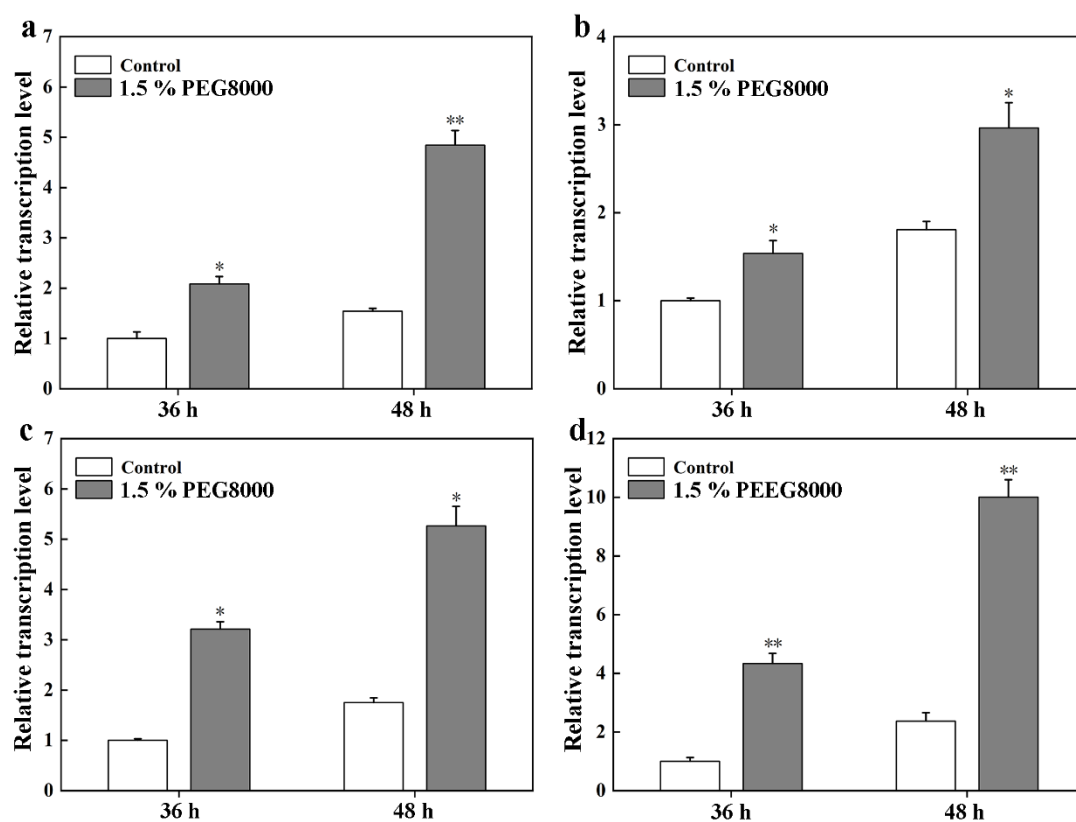 a
Relative transcription level
7
6
5
4
3
2
1
0
Control
1.5 % PEG8000
*
**
36 h
48 h
b
Relative transcription level
4
3
2
1
0
Control
1.5 % PEG8000
*
*
36 h
48 h
c
Relative transcription level
7
6
5
4
3
2
1
0
Control
1.5 % PEG8000
*
*
36 h
48 h
d
Relative transcription level
12
10
8
6
4
2
0
Control
1.5 % PEEG8000
**
**
36 h
48 h